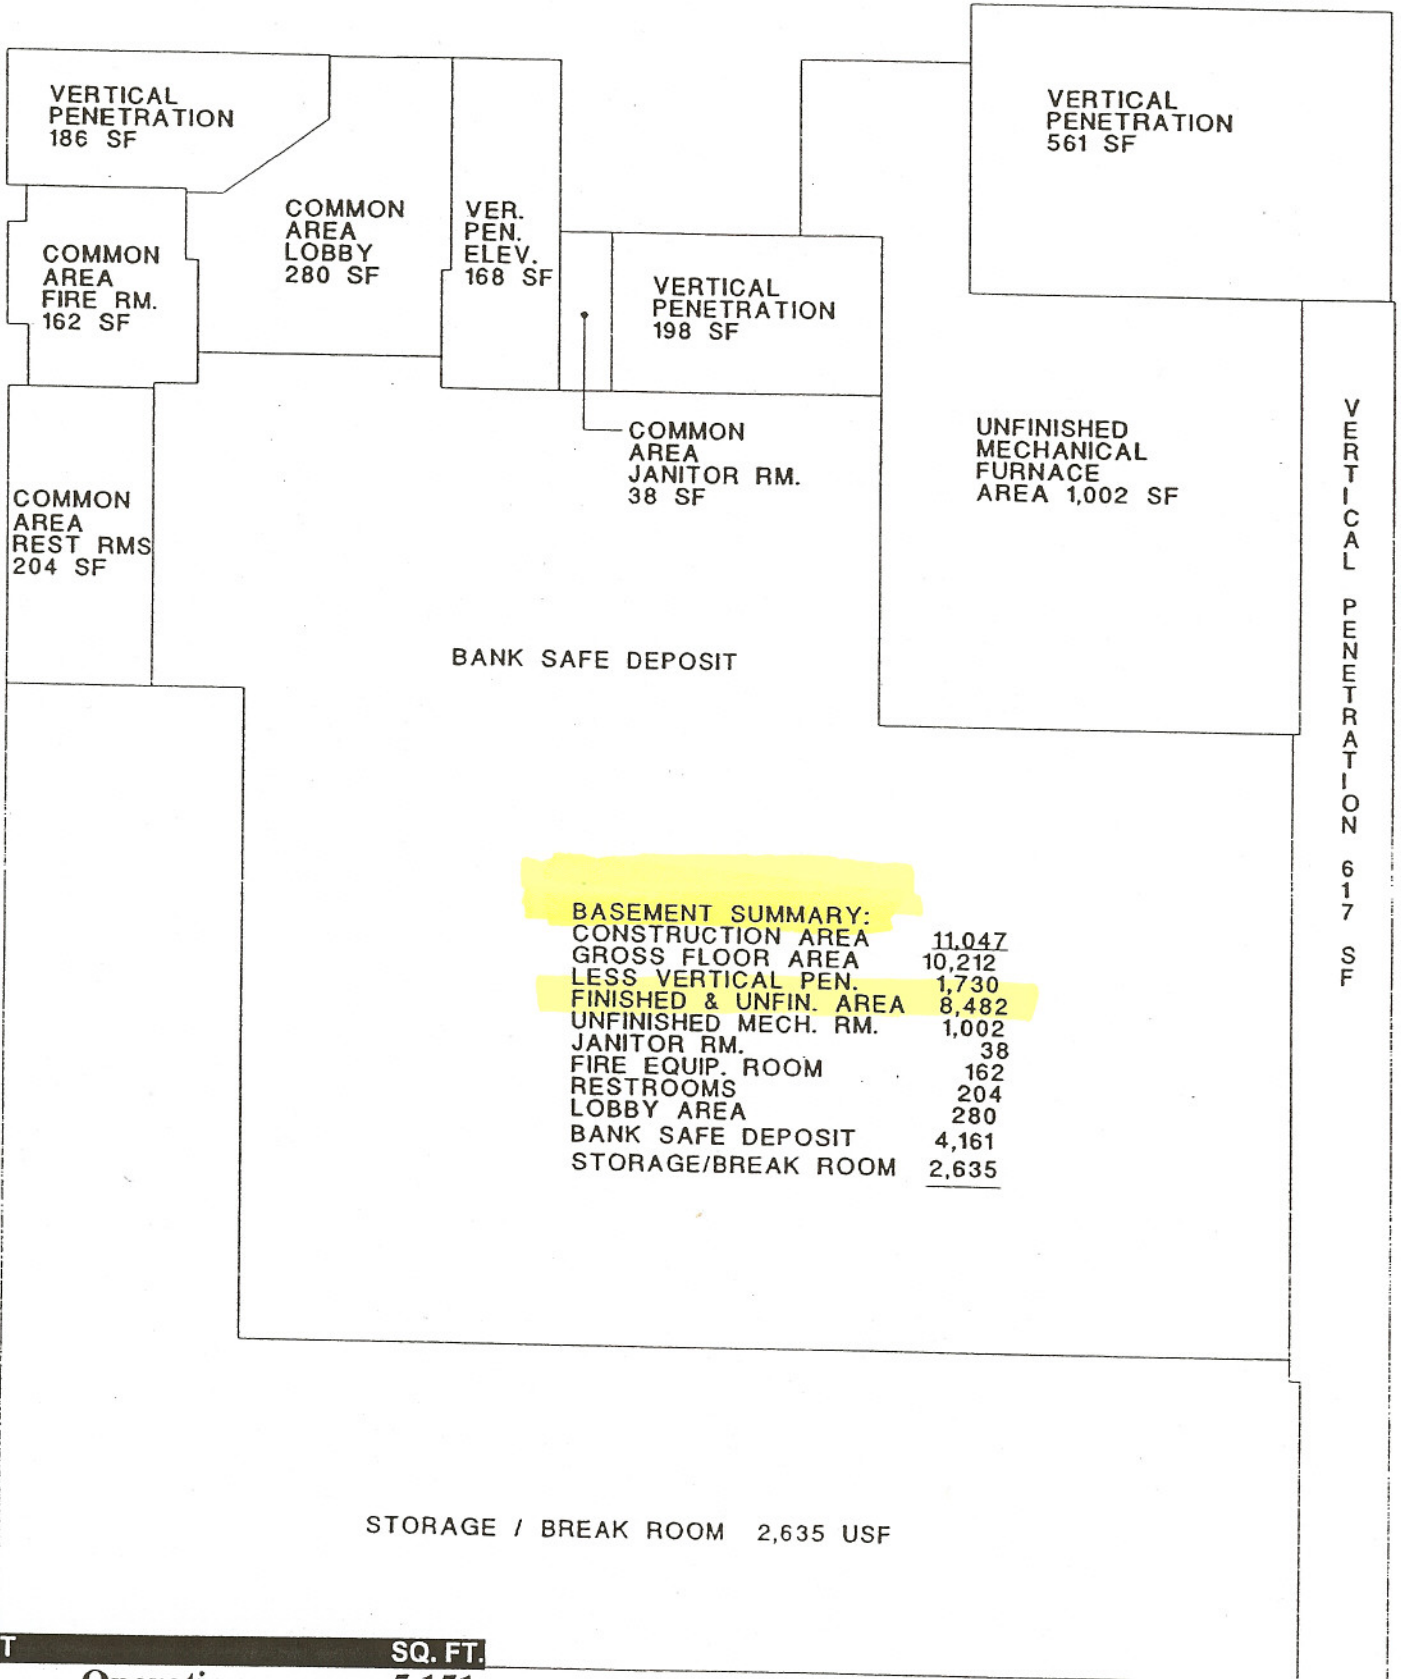 VERTICAL
PENETRATION
186 SF
VERTICAL
PENETRATION
561 SF
COMMON
AREA
LOBBY
280 SF
VER.
PEN.
ELEV.
168 SF
COMMON
AREA
FIRE RM.
162 SF
VERTICAL
PENETRATION
198 SF
COMMON
AREA
JANITOR RM.
38 SF
UNFINISHED
MECHANICAL
FURNACE
AREA 1,002 SF
VERTICAL PENETRATION 617 SF
COMMON
AREA
REST RMS
204 SF
BANK SAFE DEPOSIT
BASEMENT SUMMARY:
CONSTRUCTION AREA 11,047
GROSS FLOOR AREA 10,212
LESS VERTICAL PEN. 1,730
FINISHED & UNFIN. AREA 8,482
UNFINISHED MECH. RM. 1,002
JANITOR RM. 38
FIRE EQUIP. ROOM 162
RESTROOMS 204
LOBBY AREA 280
BANK SAFE DEPOSIT 4,161
STORAGE/BREAK ROOM 2,635
STORAGE / BREAK ROOM 2,635 USF
T SQ. FT.